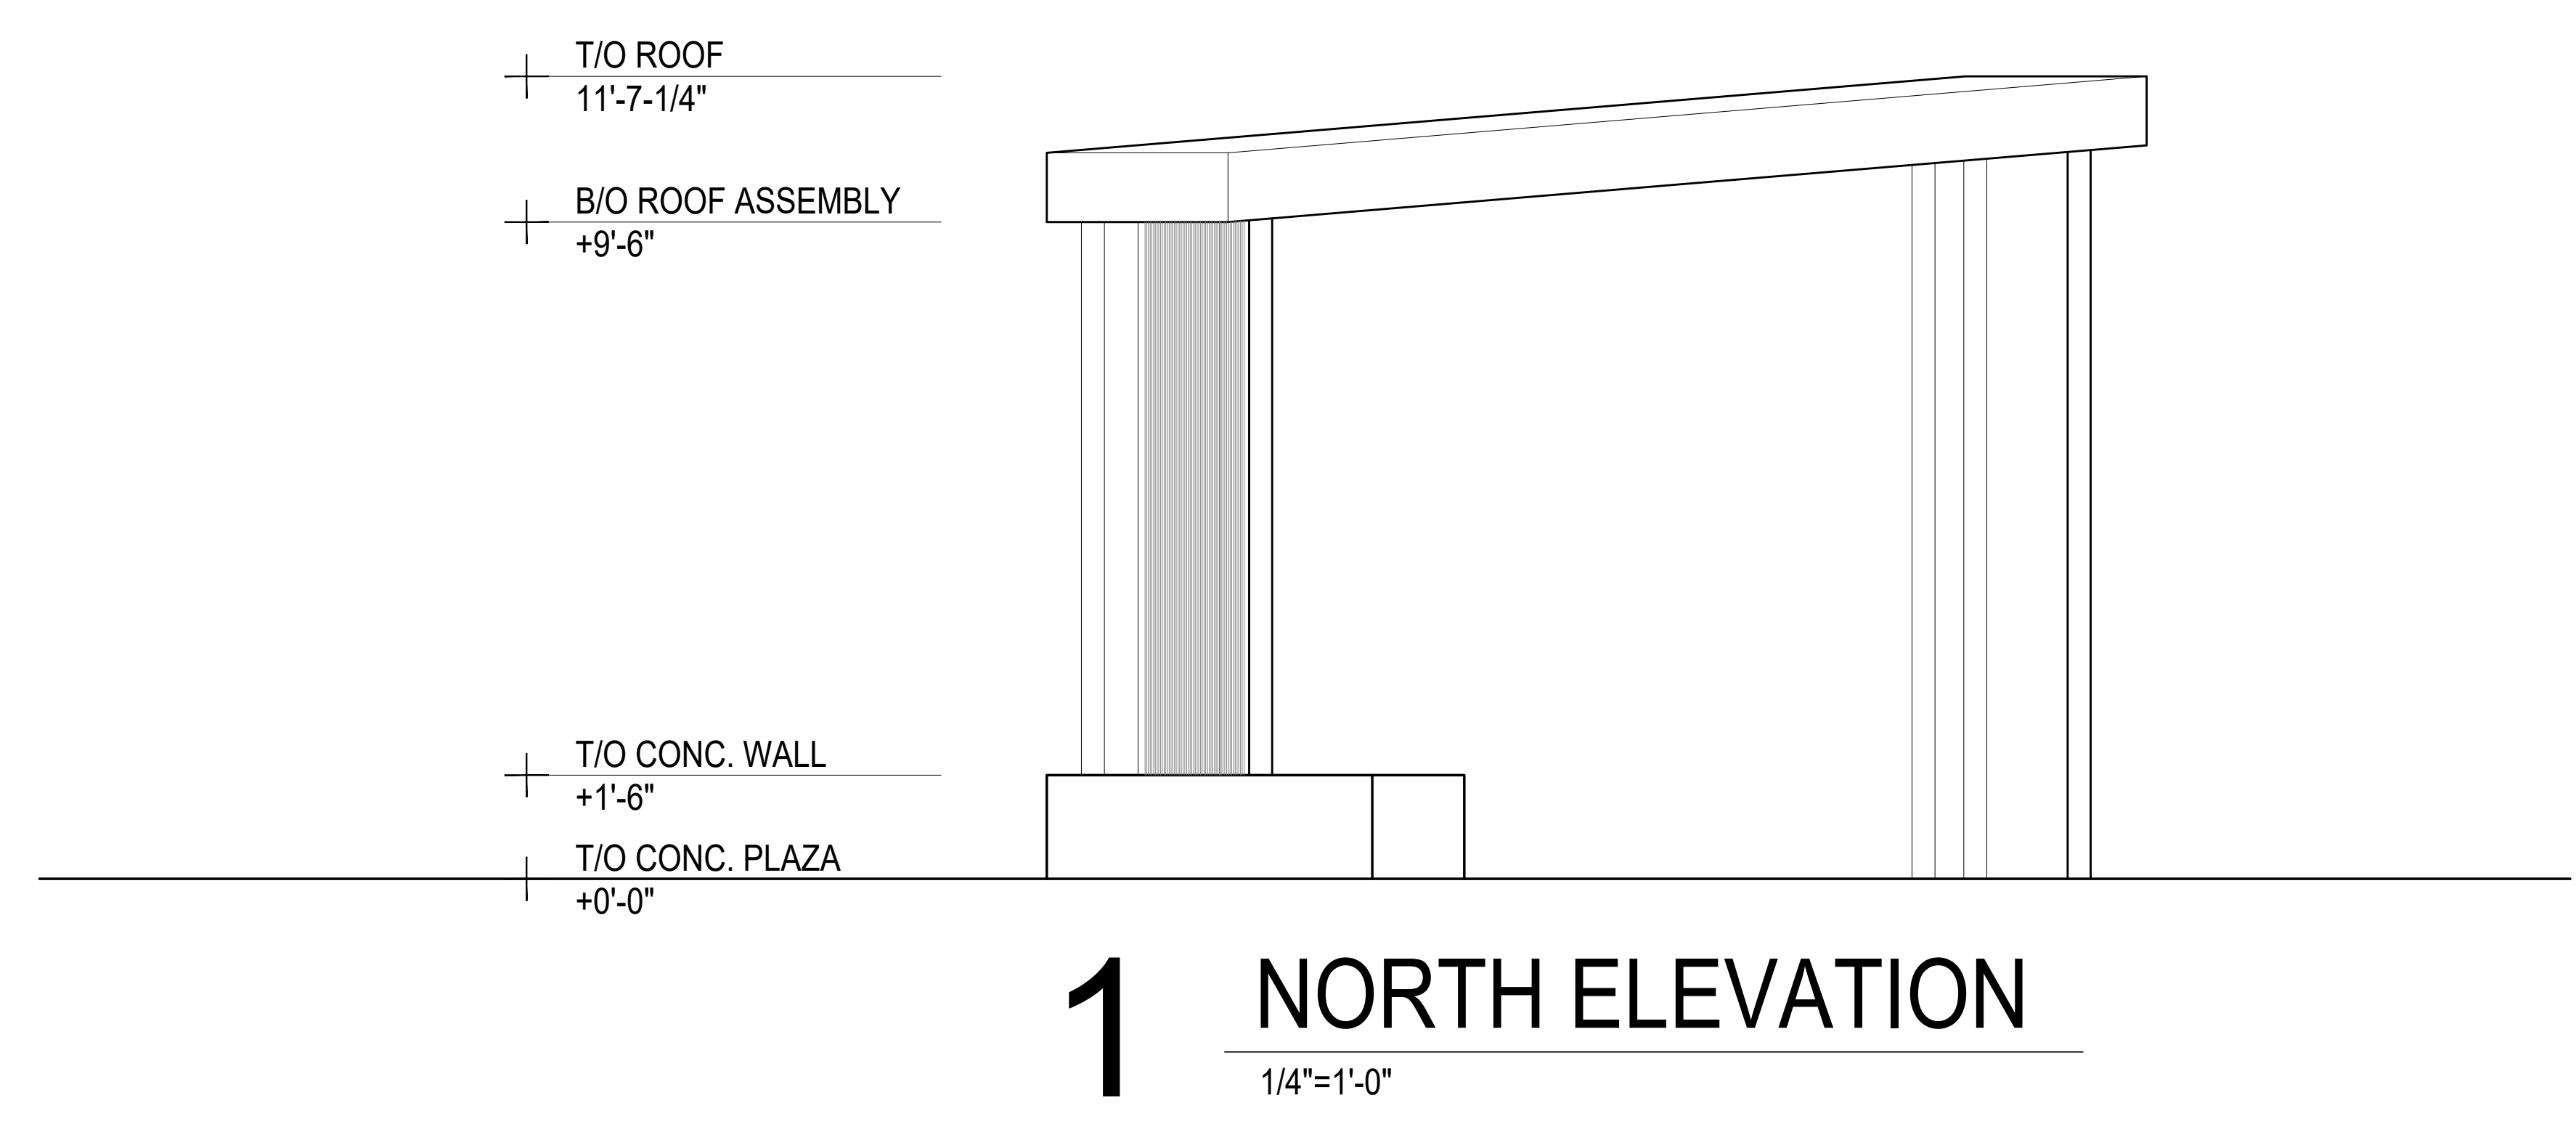 T/O ROOF
11'-7-1/4"
B/O ROOF ASSEMBLY
+9'-6"
T/O CONC. WALL
+1'-6"
T/O CONC. PLAZA
+0'-0"
1 NORTH ELEVATION
1/4"=1'-0"